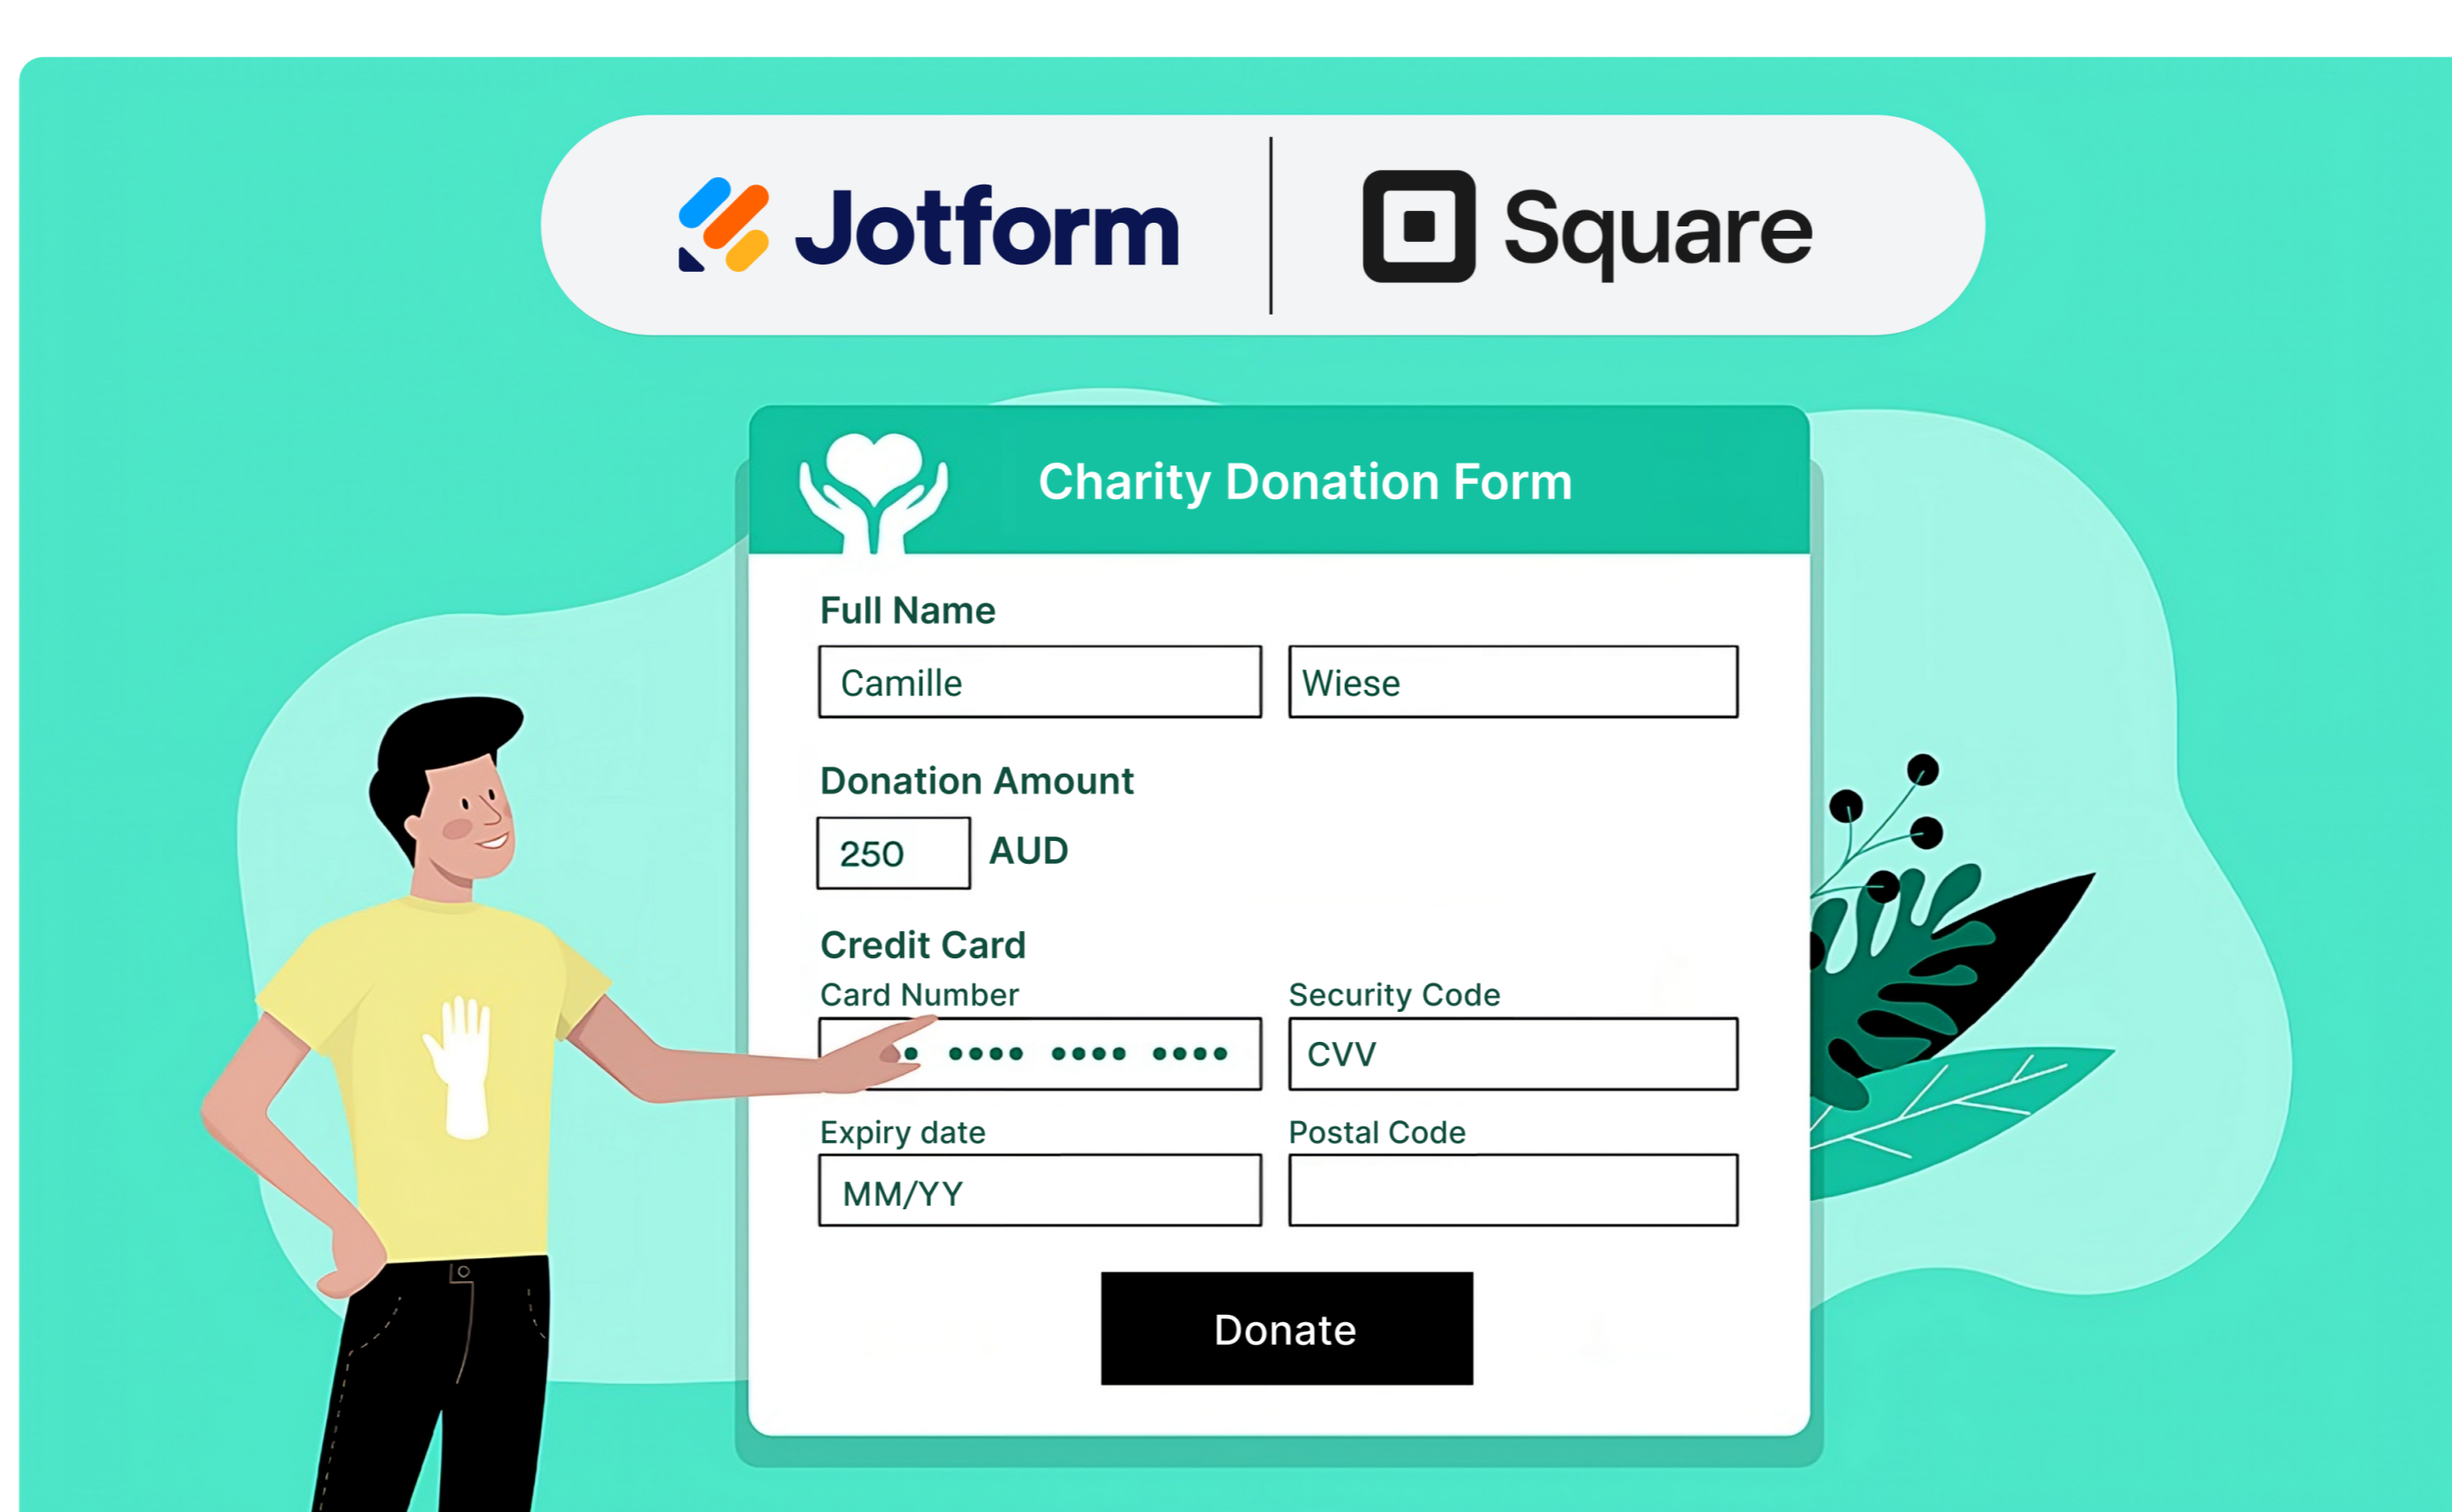 Jotform Square
Charity Donation Form
Full Name
Camille Wiese
Donation Amount
250 AUD
Credit Card
Card Number Security Code
CVV
Expiry date Postal Code
MM/YY
Donate